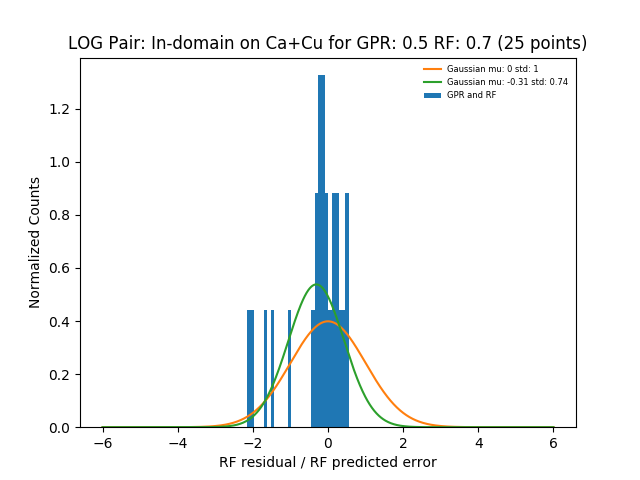 LOG Pair: In-domain on Ca+Cu for GPR: 0.5 RF: 0.7 (25 points)
Gaussian mu: 0 std: 1
Gaussian mu: -0.31 std: 0.74
GPR and RF
Normalized Counts
1.2
1.0
0.8
0.6
0.4
0.2
0.0
−6
−4
−2
0
2
4
6
RF residual / RF predicted error